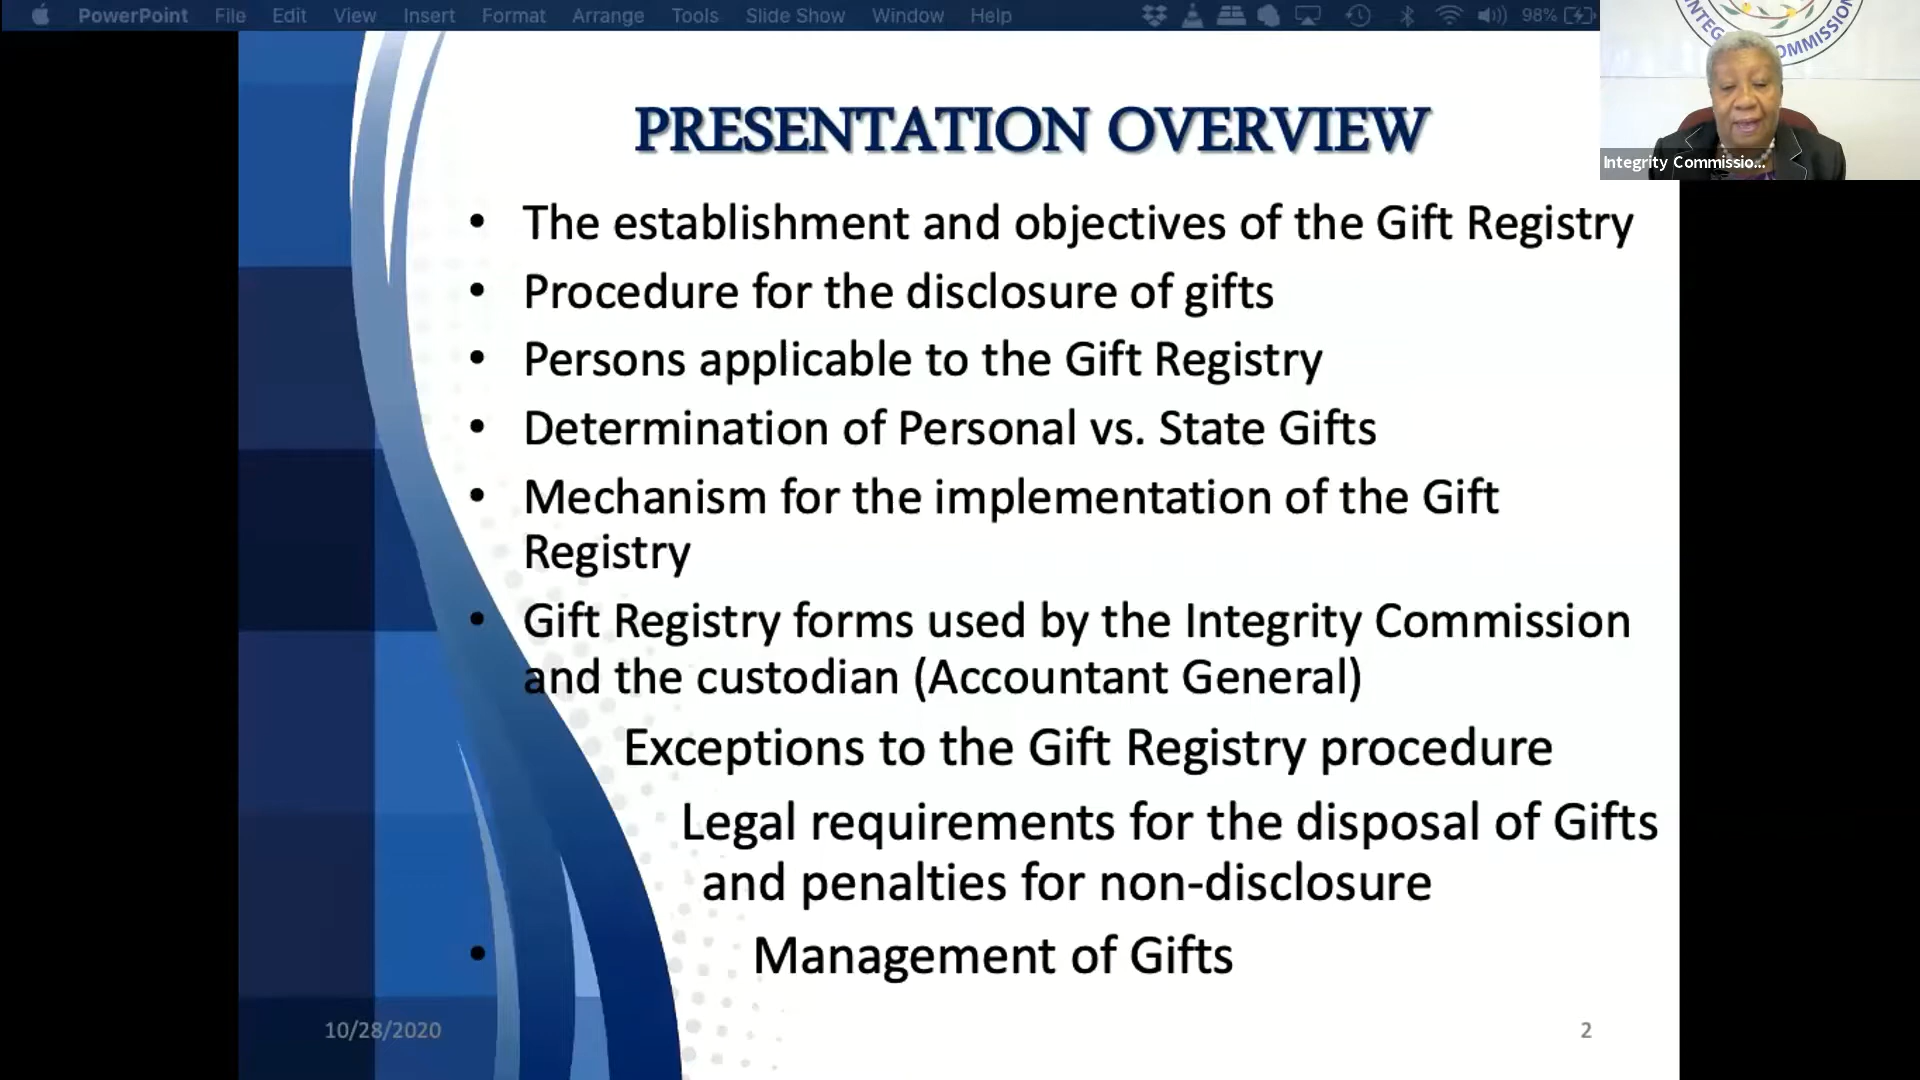 PowerPoint File Edit View Insert Format Arrange Tools Slide Show Window Help 98%
INTEG COMMISSION
Integrity Commissio...
PRESENTATION OVERVIEW
• The establishment and objectives of the Gift Registry
• Procedure for the disclosure of gifts
• Persons applicable to the Gift Registry
• Determination of Personal vs. State Gifts
• Mechanism for the implementation of the Gift
Registry
• Gift Registry forms used by the Integrity Commission
and the custodian (Accountant General)
Exceptions to the Gift Registry procedure
Legal requirements for the disposal of Gifts
and penalties for non-disclosure
• Management of Gifts
10/28/2020
2